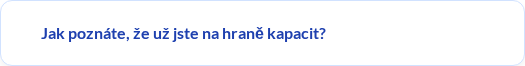 Jak poznáte, že už jste na hraně kapacit?